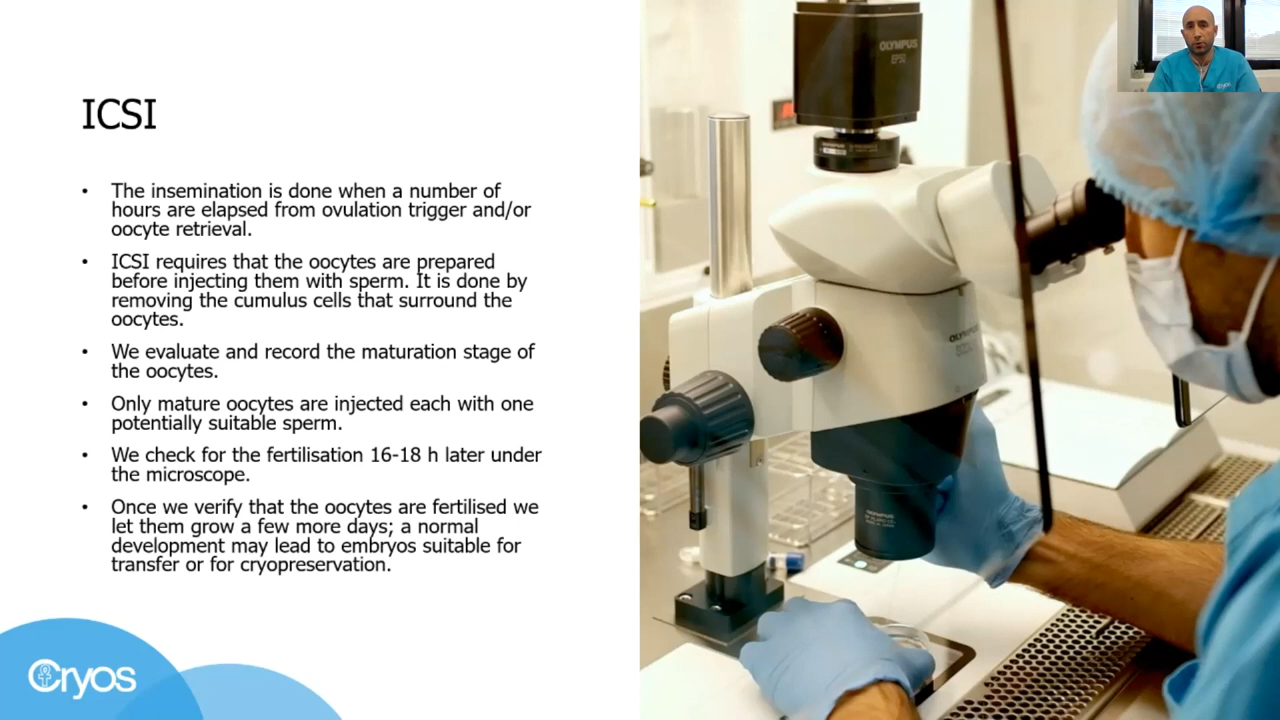 ICSI
• The insemination is done when a number of
hours are elapsed from ovulation trigger and/or
oocyte retrieval.
• ICSI requires that the oocytes are prepared
before injecting them with sperm. It is done by
removing the cumulus cells that surround the
oocytes.
• We evaluate and record the maturation stage of
the oocytes.
• Only mature oocytes are injected each with one
potentially suitable sperm.
• We check for the fertilisation 16-18 h later under
the microscope.
• Once we verify that the oocytes are fertilised we
let them grow a few more days; a normal
development may lead to embryos suitable for
transfer or for cryopreservation.
Cryos
OLYMPUS
OLYMPUS
OLYMPUS
Cryos